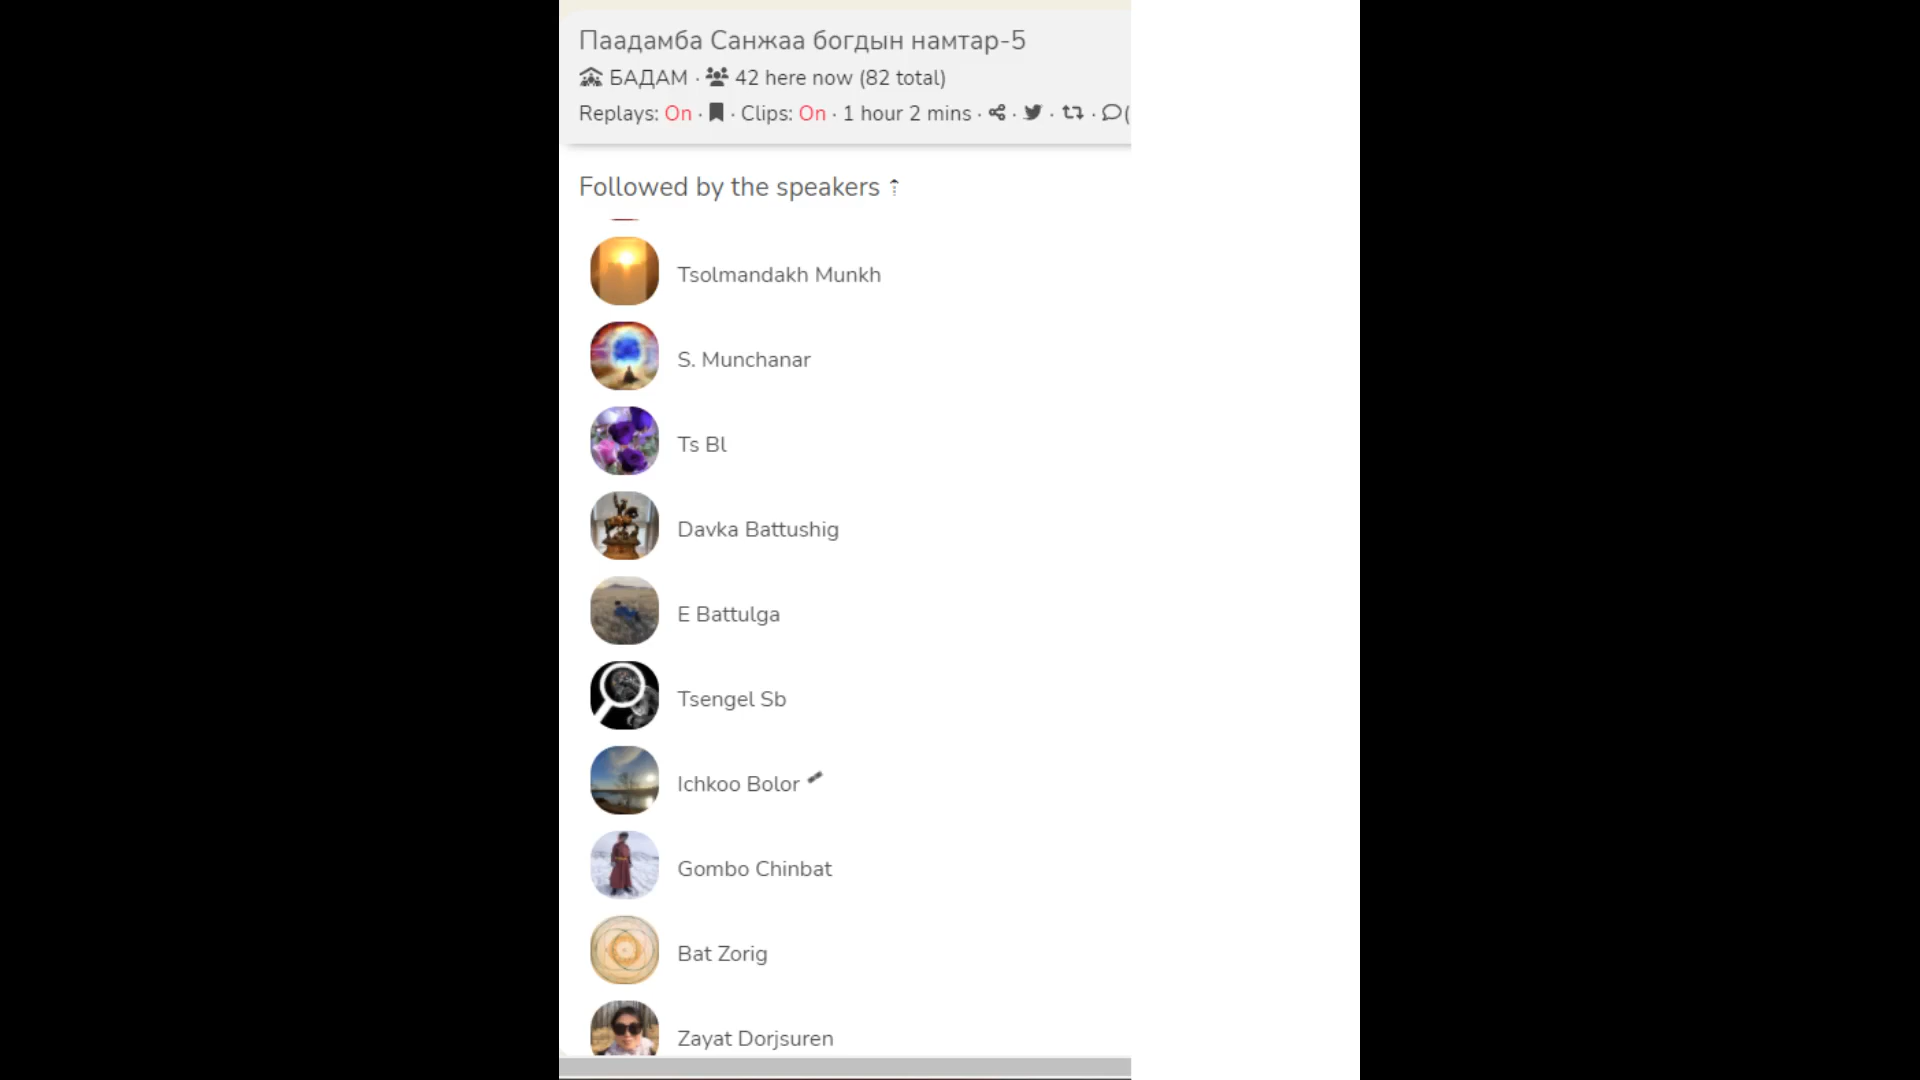 Паадамба Санжаа богдын намтар-5
БАДАМ · 42 here now (82 total)
Replays: On · · Clips: On · 1 hour 2 mins · · · · (
Followed by the speakers
Tsolmandakh Munkh
S. Munchanar
Ts Bl
Davka Battushig
E Battulga
Tsengel Sb
Ichkoo Bolor
Gombo Chinbat
Bat Zorig
Zayat Dorjsuren